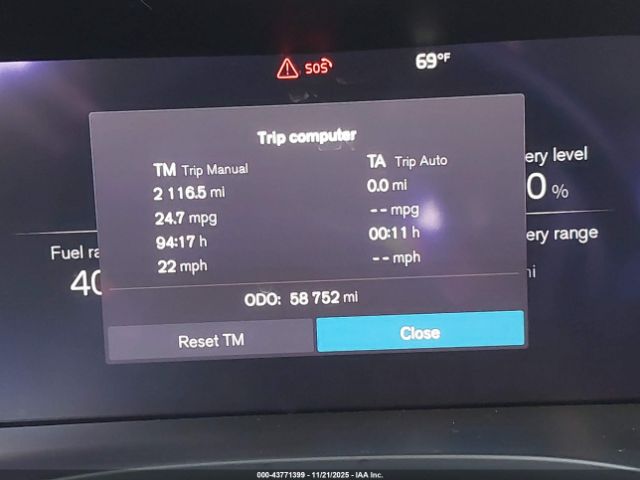 SOS
69°F
Trip computer
TM Trip Manual
2 116.5 mi
24.7 mpg
94:17 h
22 mph
TA Trip Auto
0.0 mi
-- mpg
00:11 h
-- mph
ODO: 58 752 mi
Reset TM
Close
Fuel ra
40
ery level
0 %
ery range
mi
000-43771399 - 11/21/2025 - IAA Inc.